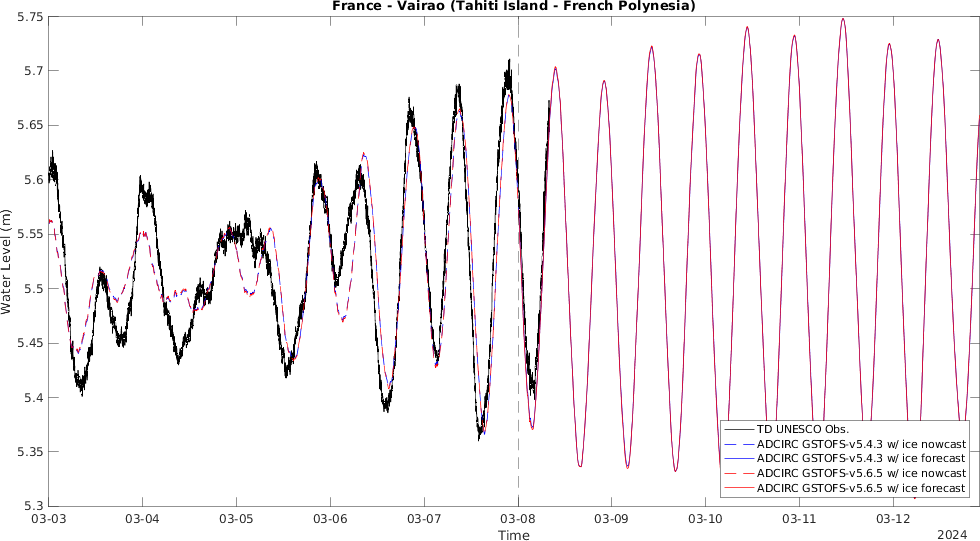 France - Vairao (Tahiti Island - French Polynesia)
5.75
5.7
5.65
5.6
5.55
5.5
5.45
5.4
5.35
5.3
Water Level (m)
TD UNESCO Obs.
ADCIRC GSTOFS-v5.4.3 w/ ice nowcast
ADCIRC GSTOFS-v5.4.3 w/ ice forecast
ADCIRC GSTOFS-v5.6.5 w/ ice nowcast
ADCIRC GSTOFS-v5.6.5 w/ ice forecast
03-03 03-04 03-05 03-06 03-07 03-08 03-09 03-10 03-11 03-12
Time
2024